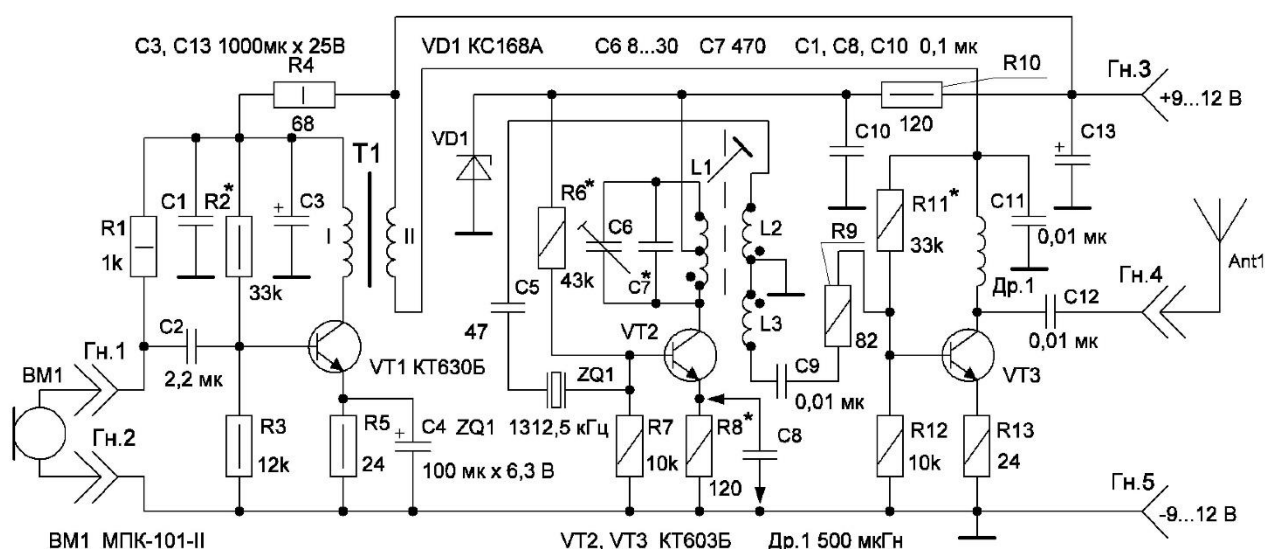 C3, C13 1000мк x 25В
VD1 КС168А
C6 8...30
C7 470
C1, C8, C10 0,1 мк
R4
68
R10
120
Гн.3
+9...12 В
C10
C13
VD1
T1
L1
C1
R2*
C3
R1
1k
33k
I
II
R6*
43k
C6
C7*
L2
R9
R11*
33k
C11
0,01 мк
Ant1
Гн.4
Др.1
C5
47
L3
82
C12
0,01 мк
C2
2,2 мк
Гн.1
BM1
VT1 КТ630Б
VT2
C9
0,01 мк
VT3
ZQ1
Гн.2
R3
12k
R5
24
C4
100 мк x 6,3 В
ZQ1 1312,5 кГц
R7
10k
R8*
120
C8
R12
10k
R13
24
Гн.5
-9...12 В
BM1 МПК-101-II
VT2, VT3 КТ603Б
Др.1 500 мкГн